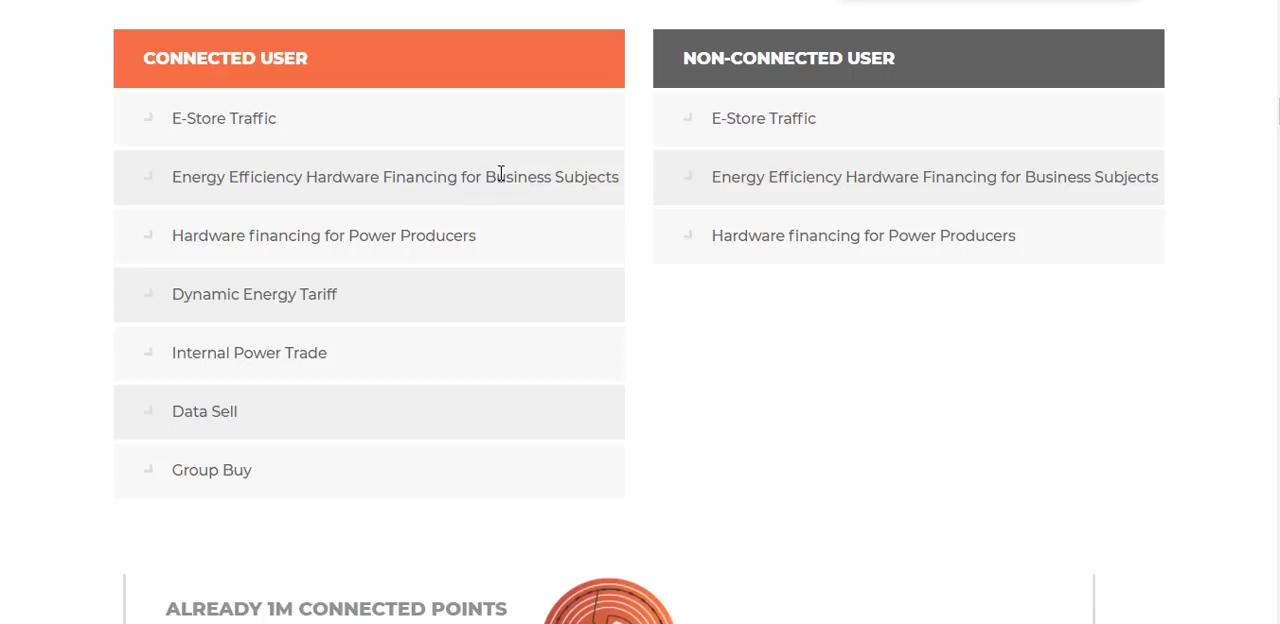 CONNECTED USER
E-Store Traffic
Energy Efficiency Hardware Financing for Business Subjects
Hardware financing for Power Producers
Dynamic Energy Tariff
Internal Power Trade
Data Sell
Group Buy
NON-CONNECTED USER
E-Store Traffic
Energy Efficiency Hardware Financing for Business Subjects
Hardware financing for Power Producers
ALREADY 1M CONNECTED POINTS